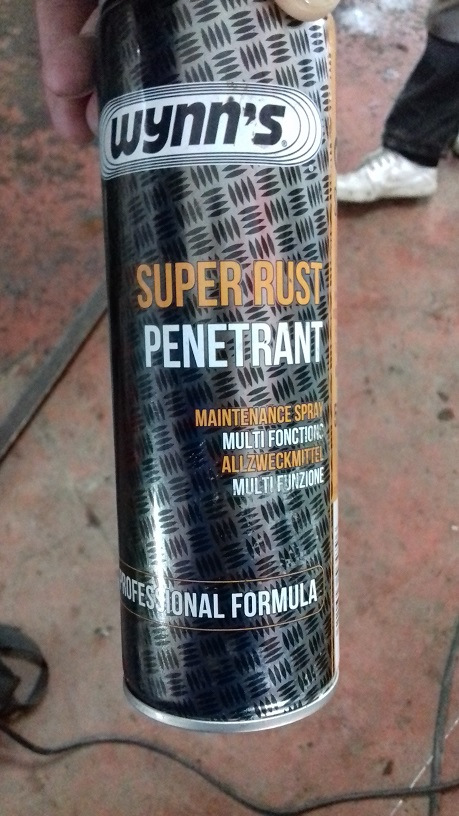 wynn's
SUPER RUST
PENETRANT
MAINTENANCE SPRAY
MULTI FONCTIONS
ALLZWECKMITTEL
MULTI FUNZIONE
PROFESSIONAL FORMULA